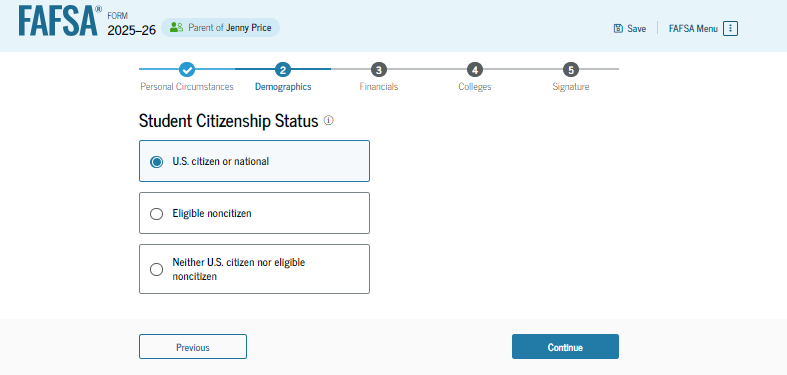 FAFSA®
FORM
2025–26
Parent of Jenny Price
Save
FAFSA Menu
Personal Circumstances
2
Demographics
3
Financials
4
Colleges
5
Signature
Student Citizenship Status
U.S. citizen or national
Eligible noncitizen
Neither U.S. citizen nor eligible
noncitizen
Previous
Continue